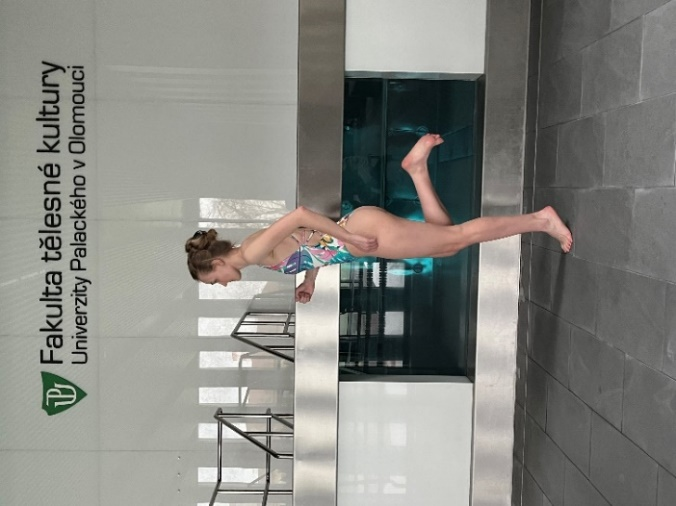 Fakulta tělesné kultury
Univerzity Palackého v Olomouci